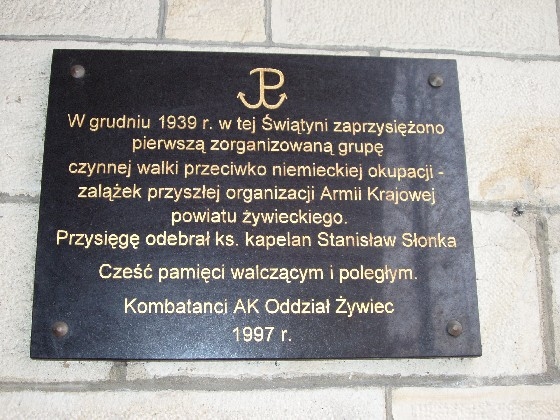 W grudniu 1939 r. w tej Świątyni zaprzysiężono
pierwszą zorganizowaną grupę
czynnej walki przeciwko niemieckiej okupacji -
zalążek przyszłej organizacji Armii Krajowej
powiatu żywieckiego.
Przysięgę odebrał ks. kapelan Stanisław Słonka
Cześć pamięci walczącym i poległym.
Kombatanci AK Oddział Żywiec
1997 r.